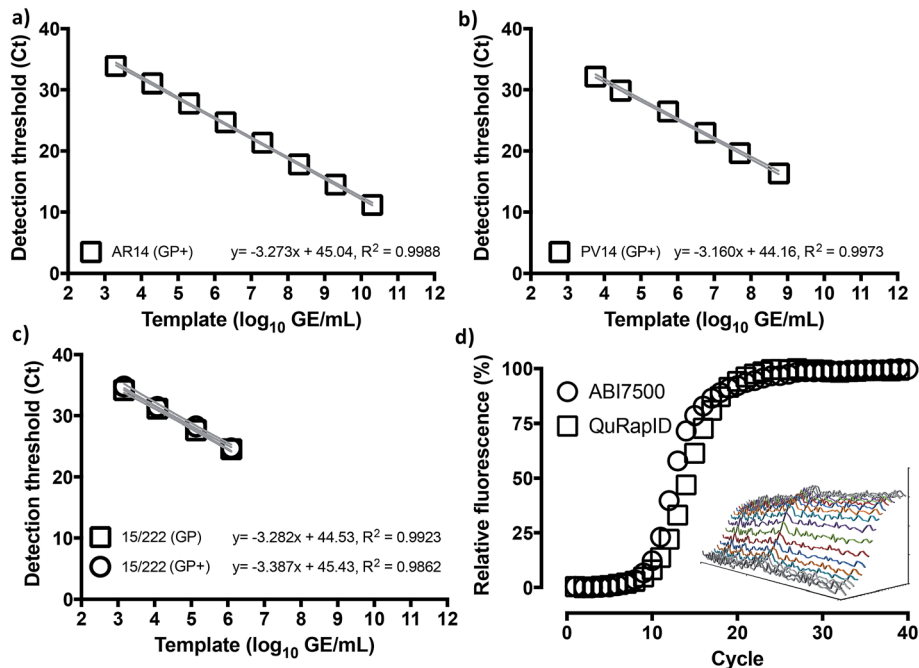 a)
Detection threshold (Ct)
40
30
20
10
0
AR14 (GP+) y= -3.273x + 45.04, R² = 0.9988
2 3 4 5 6 7 8 9 10 11 12
Template (log₁₀ GE/mL)
b)
Detection threshold (Ct)
40
30
20
10
0
PV14 (GP+) y= -3.160x + 44.16, R² = 0.9973
2 3 4 5 6 7 8 9 10 11 12
Template (log₁₀ GE/mL)
c)
Detection threshold (Ct)
40
30
20
10
0
15/222 (GP) y= -3.282x + 44.53, R² = 0.9923
15/222 (GP+) y= -3.387x + 45.43, R² = 0.9862
2 3 4 5 6 7 8 9 10 11 12
Template (log₁₀ GE/mL)
d)
Relative fluorescence (%)
100
75
50
25
0
ABI7500
QuRapID
0 10 20 30 40
Cycle